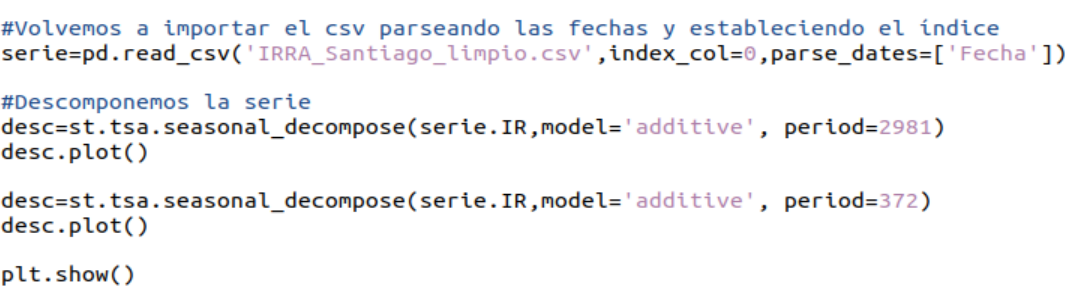 #Volvemos a importar el csv parseando las fechas y estableciendo el índice
serie=pd.read_csv('IRRA_Santiago_limpio.csv',index_col=0,parse_dates=['Fecha'])
#Descomponemos la serie
desc=st.tsa.seasonal_decompose(serie.IR,model='additive', period=2981)
desc.plot()
desc=st.tsa.seasonal_decompose(serie.IR,model='additive', period=372)
desc.plot()
plt.show()